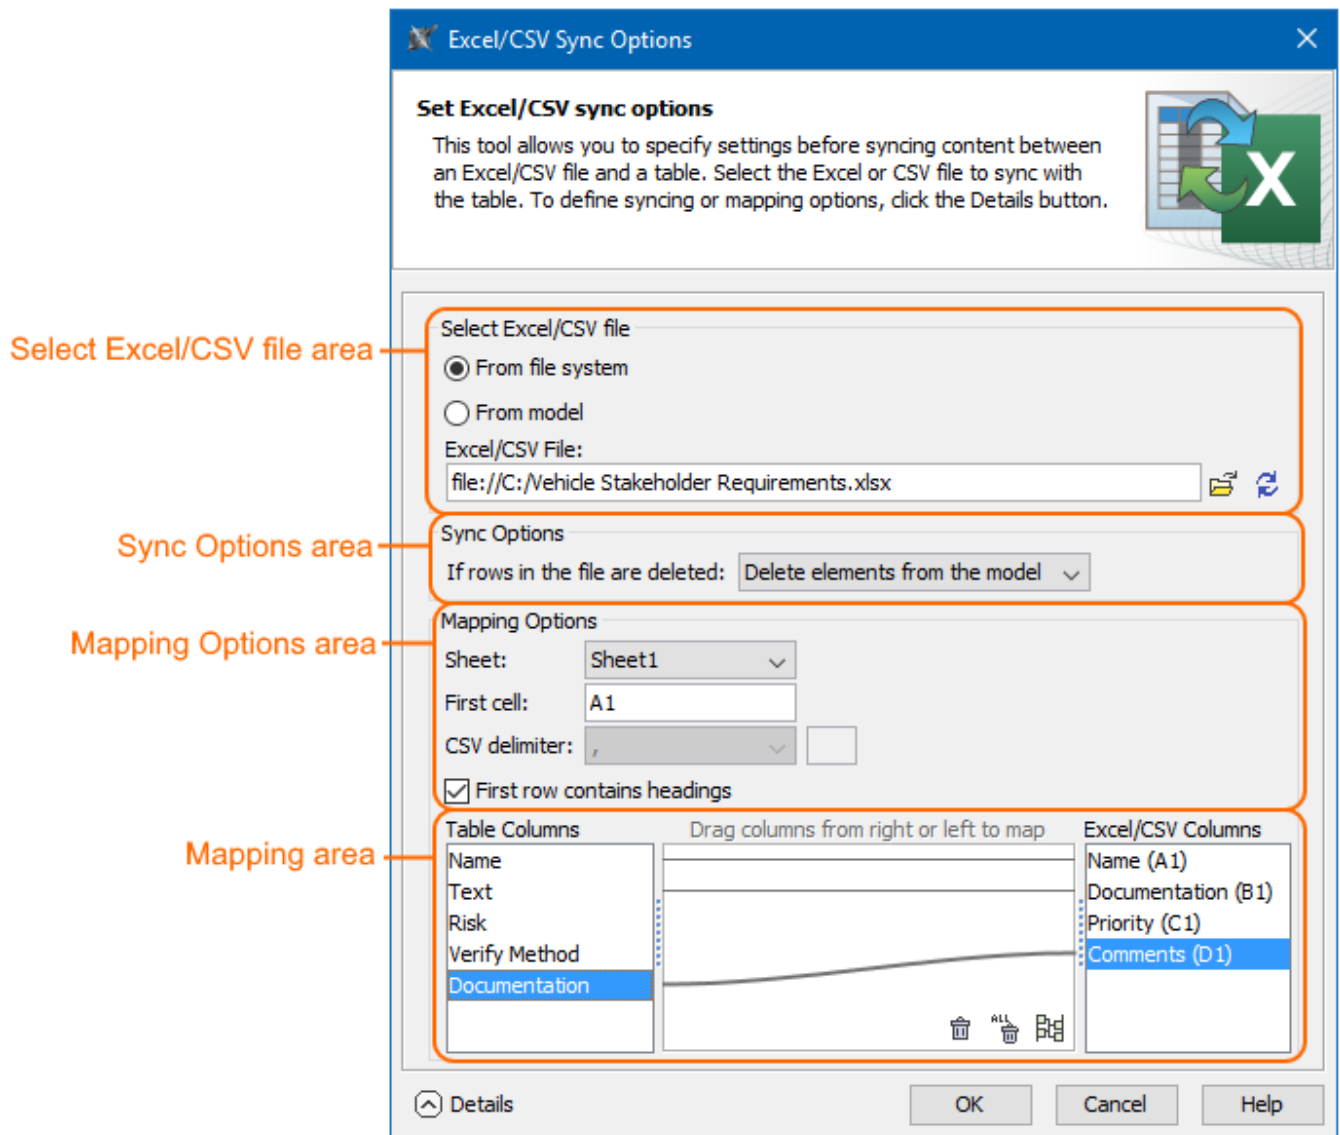 Excel/CSV Sync Options
Set Excel/CSV sync options
This tool allows you to specify settings before syncing content between
an Excel/CSV file and a table. Select the Excel or CSV file to sync with
the table. To define syncing or mapping options, click the Details button.
X
Select Excel/CSV file area
Select Excel/CSV file
From file system
From model
Excel/CSV File:
file://C:/Vehicle Stakeholder Requirements.xlsx
Sync Options area
Sync Options
If rows in the file are deleted: Delete elements from the model
Mapping Options area
Mapping Options
Sheet: Sheet1
First cell: A1
CSV delimiter: ,
First row contains headings
Mapping area
Table Columns Drag columns from right or left to map Excel/CSV Columns
Name Name (A1)
Text Documentation (B1)
Risk Priority (C1)
Verify Method Comments (D1)
Documentation
ALL
Details OK Cancel Help